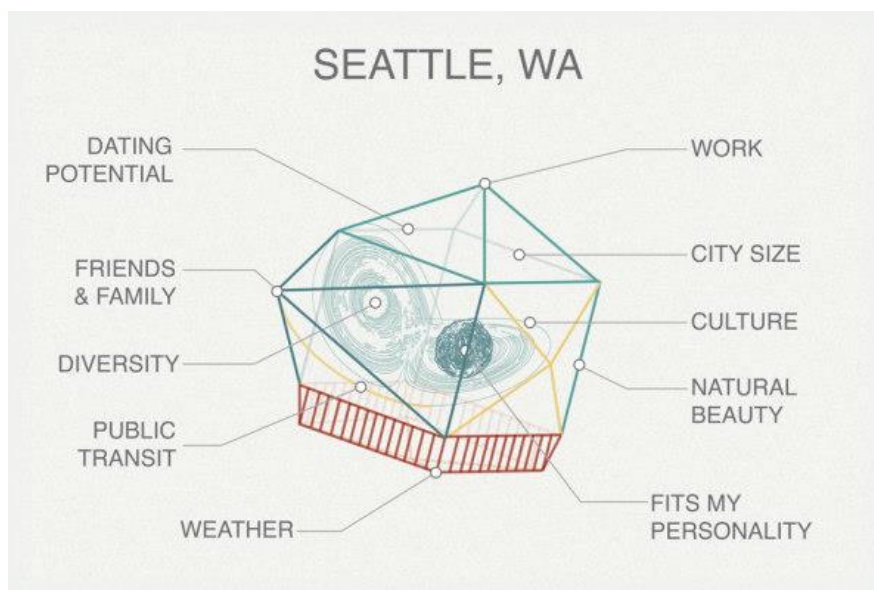 SEATTLE, WA
DATING
POTENTIAL
FRIENDS
& FAMILY
DIVERSITY
PUBLIC
TRANSIT
WEATHER
WORK
CITY SIZE
CULTURE
NATURAL
BEAUTY
FITS MY
PERSONALITY